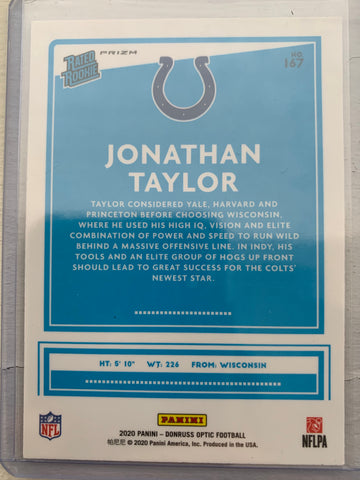 RATED
ROOKIE
PRIZM
NO.
167
JONATHAN
TAYLOR
TAYLOR CONSIDERED YALE, HARVARD AND
PRINCETON BEFORE CHOOSING WISCONSIN,
WHERE HE USED HIS HIGH IQ, VISION AND ELITE
COMBINATION OF POWER AND SPEED TO RUN WILD
BEHIND A MASSIVE OFFENSIVE LINE. IN INDY, HIS
TOOLS AND AN ELITE GROUP OF HOGS UP FRONT
SHOULD LEAD TO GREAT SUCCESS FOR THE COLTS'
NEWEST STAR.
HT: 5' 10" WT: 226 FROM: WISCONSIN
NFL
PANINI
2020 PANINI – DONRUSS OPTIC FOOTBALL
帕尼尼 © 2020 Panini America, Inc. Produced in the USA.
NFLPA